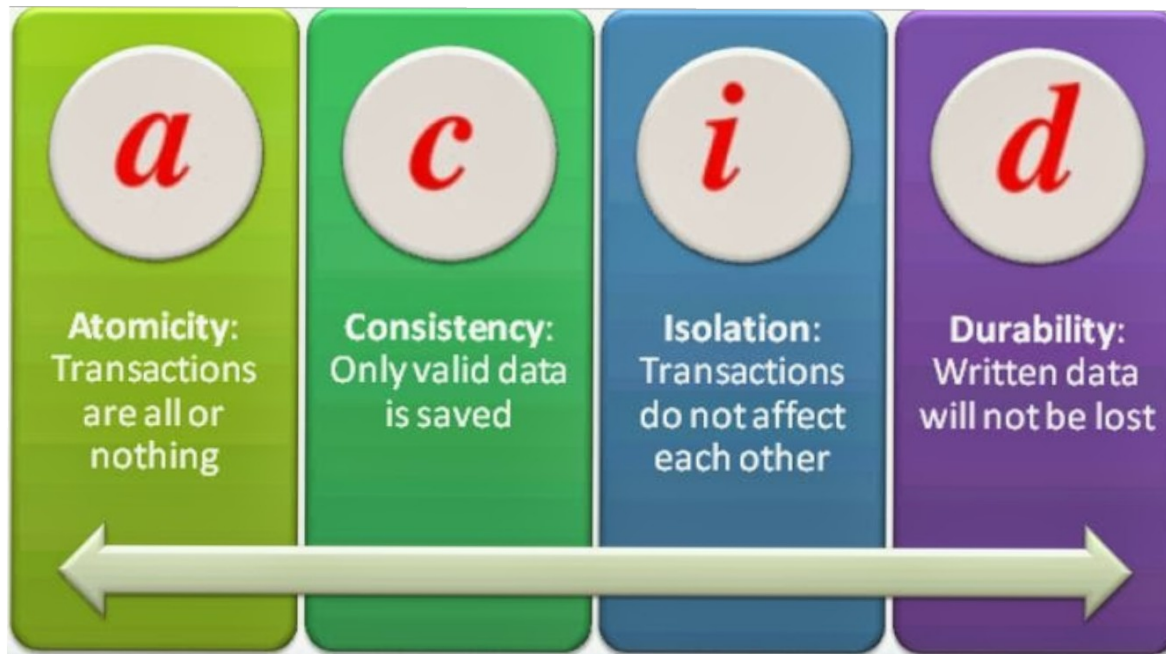 a
Atomicity:
Transactions
are all or
nothing
c
Consistency:
Only valid data
is saved
i
Isolation:
Transactions
do not affect
each other
d
Durability:
Written data
will not be lost